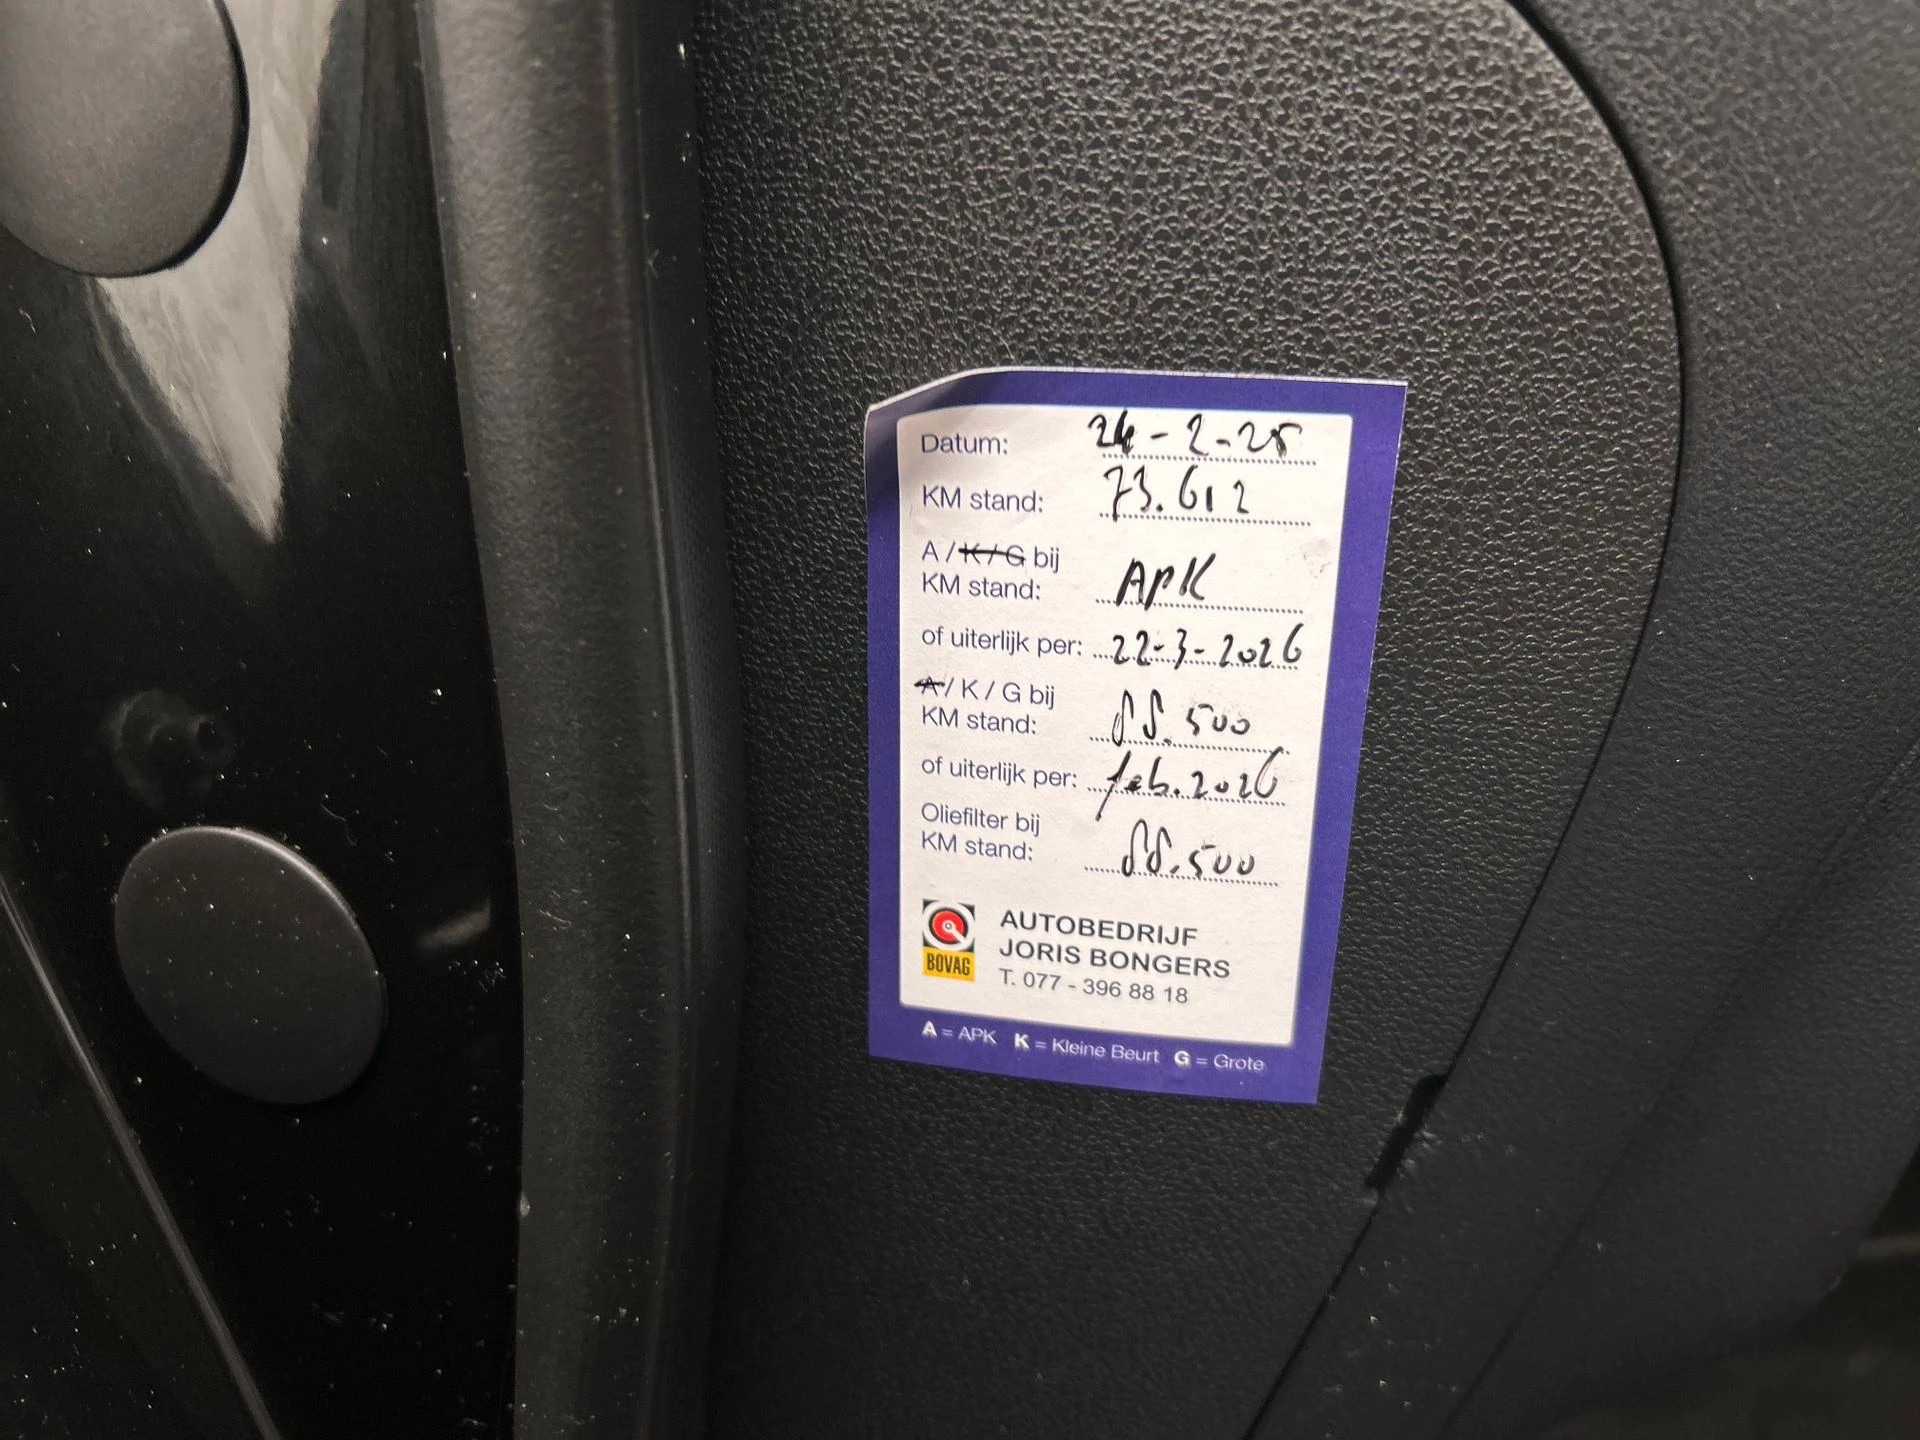 Datum: 24-2-25
KM stand: 73.612
A / K / G bij
KM stand: APK
of uiterlijk per: 22-3-2026
A / K / G bij
KM stand: 88.500
of uiterlijk per: feb. 2026
Oliefilter bij
KM stand: 88.500
BOVAG
AUTOBEDRIJF
JORIS BONGERS
T. 077 - 396 88 18
A = APK K = Kleine Beurt G = Grote